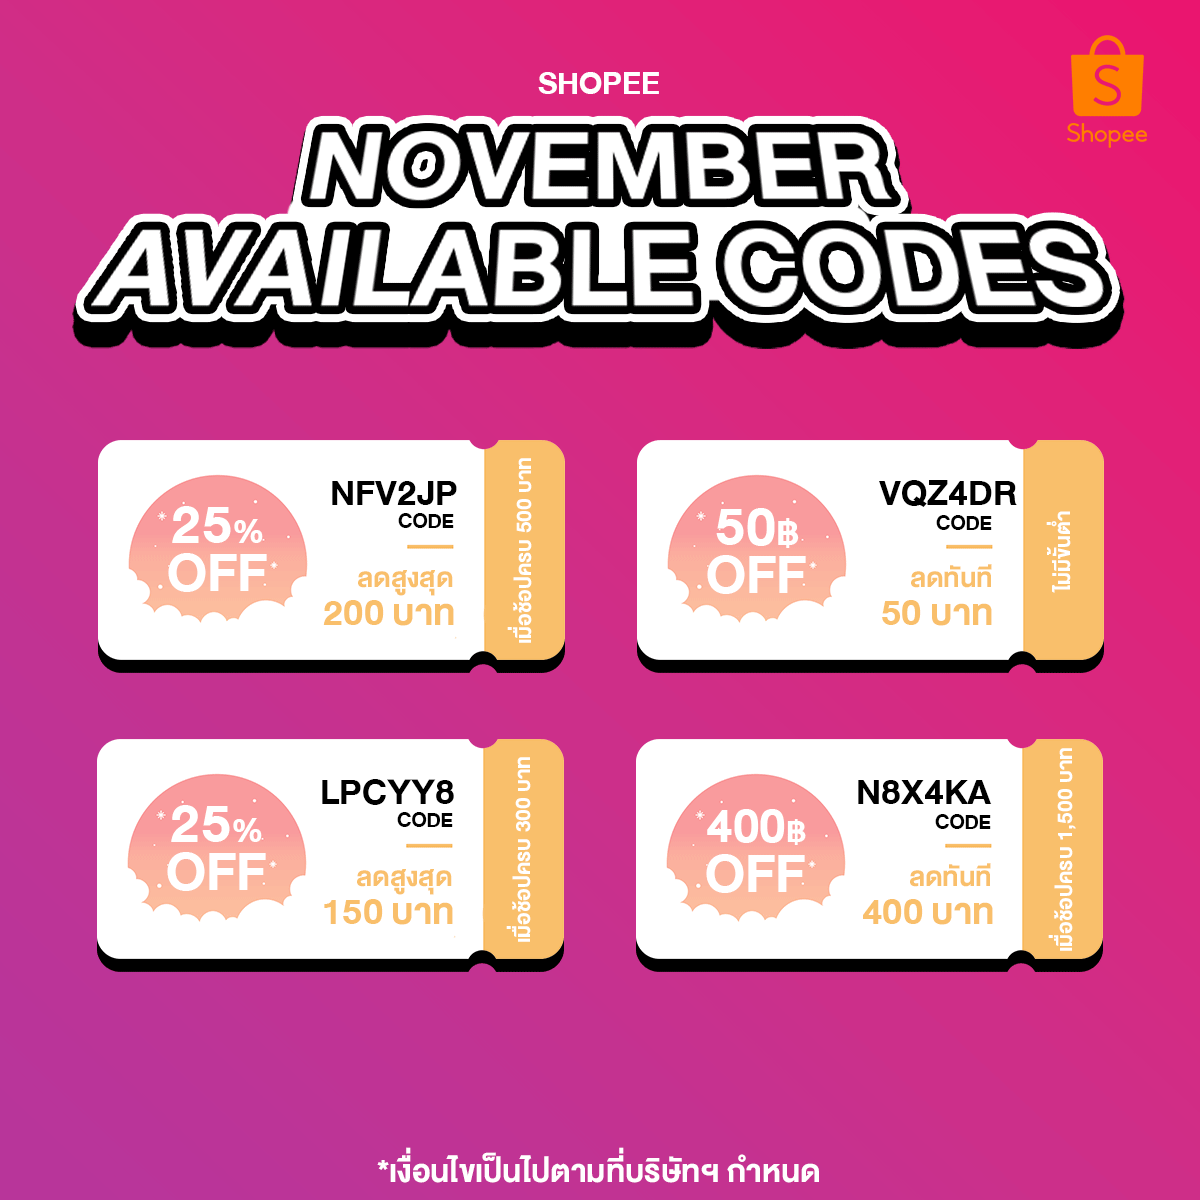 SHOPEE
Shopee
NOVEMBER
AVAILABLE CODES
25%
OFF
NFV2JP
CODE
ลดสูงสุด
200 บาท
เมื่อช้อปครบ 500 บาท
50฿
OFF
VQZ4DR
CODE
ลดทันที
50 บาท
ไม่มีขั้นต่ำ
25%
OFF
LPCYY8
CODE
ลดสูงสุด
150 บาท
เมื่อช้อปครบ 300 บาท
400฿
OFF
N8X4KA
CODE
ลดทันที
400 บาท
เมื่อช้อปครบ 1,500 บาท
*เงื่อนไขเป็นไปตามที่บริษัทฯ กำหนด